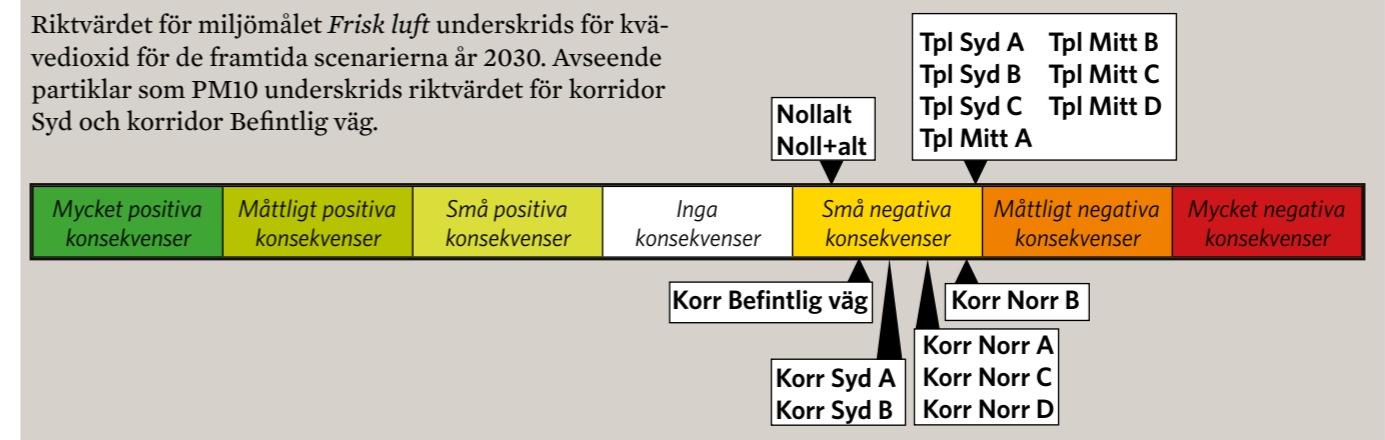 Riktvärdet för miljömålet Frisk luft underskrids för kvä-
vedioxid för de framtida scenarierna år 2030. Avseende
partiklar som PM10 underskrids riktvärdet för korridor
Syd och korridor Befintlig väg.
Nollalt
Noll+alt
Tpl Syd A Tpl Mitt B
Tpl Syd B Tpl Mitt C
Tpl Syd C Tpl Mitt D
Tpl Mitt A
Mycket positiva
konsekvenser
Måttligt positiva
konsekvenser
Små positiva
konsekvenser
Inga
konsekvenser
Små negativa
konsekvenser
Måttligt negativa
konsekvenser
Mycket negativa
konsekvenser
Korr Befintlig väg
Korr Syd A
Korr Syd B
Korr Norr A
Korr Norr C
Korr Norr D
Korr Norr B